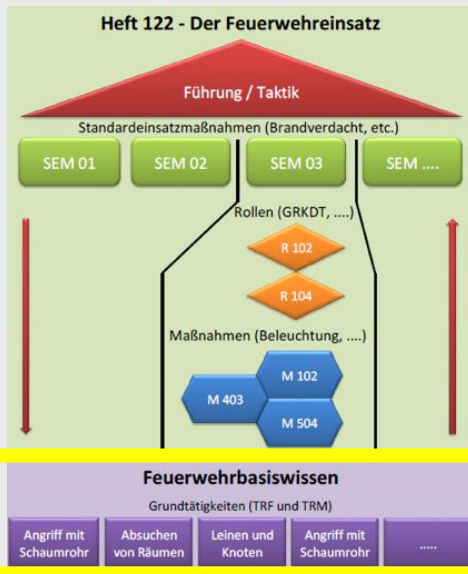 Heft 122 - Der Feuerwehreinsatz
Führung / Taktik
Standardeinsatzmaßnahmen (Brandverdacht, etc.)
SEM 01
SEM 02
SEM 03
SEM ....
Rollen (GRKDT, ....)
R 102
R 104
Maßnahmen (Beleuchtung, ....)
M 102
M 403
M 504
Feuerwehrbasiswissen
Grundtätigkeiten (TRF und TRM)
Angriff mit
Schaumrohr
Absuchen
von Räumen
Leinen und
Knoten
Angriff mit
Schaumrohr
.....